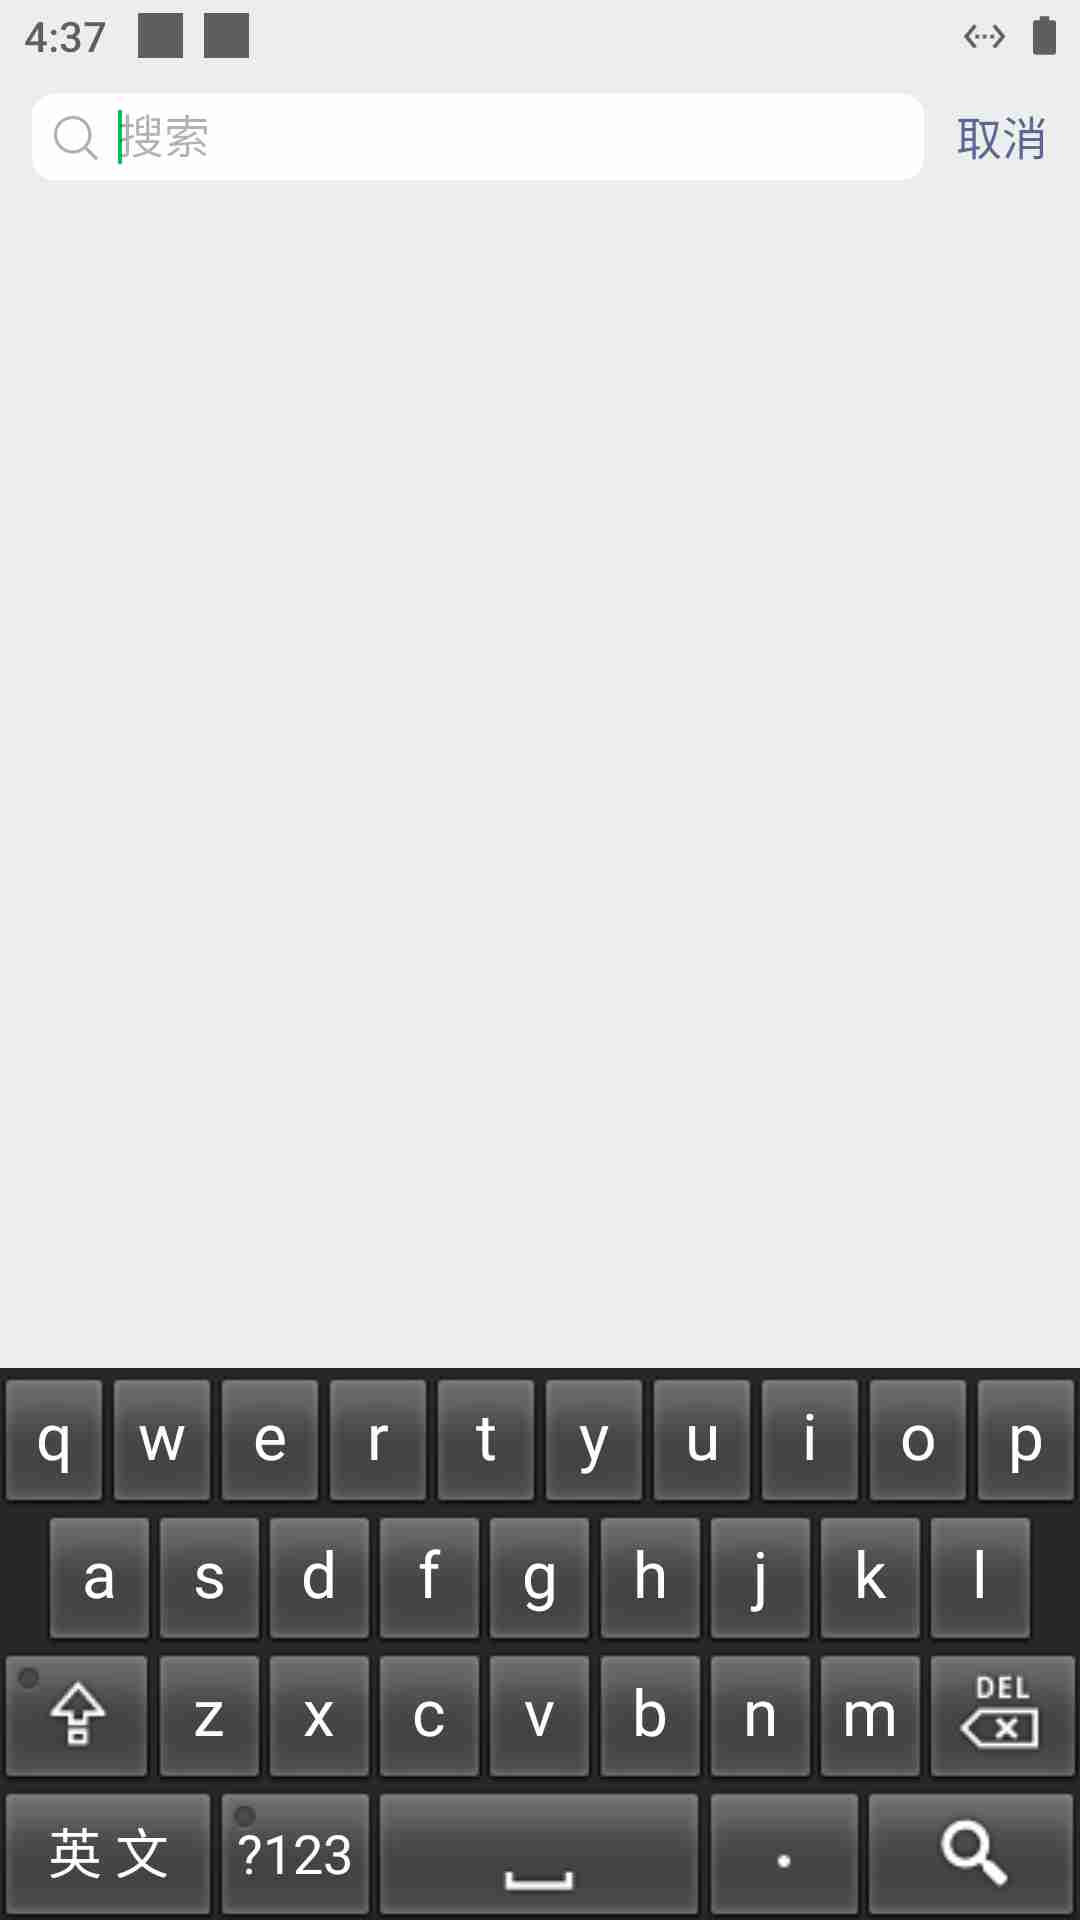 4:37
搜索 取消
q w e r t y u i o p
a s d f g h j k l
z x c v b n m DEL
英文 ?123 .